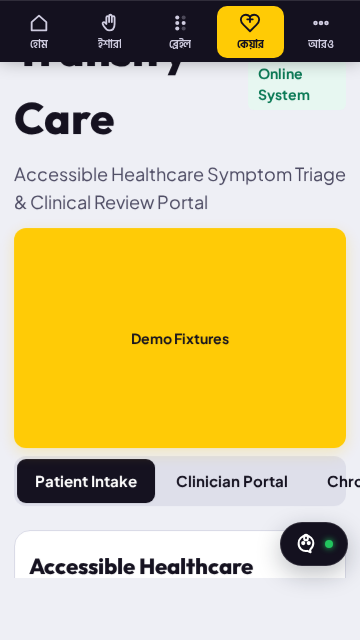 হোম
ইশারা
ব্রেইল
কেয়ার
আরও
Online
System
Care
Accessible Healthcare Symptom Triage
& Clinical Review Portal
Demo Fixtures
Patient Intake
Clinician Portal
Chro
Accessible Healthcare